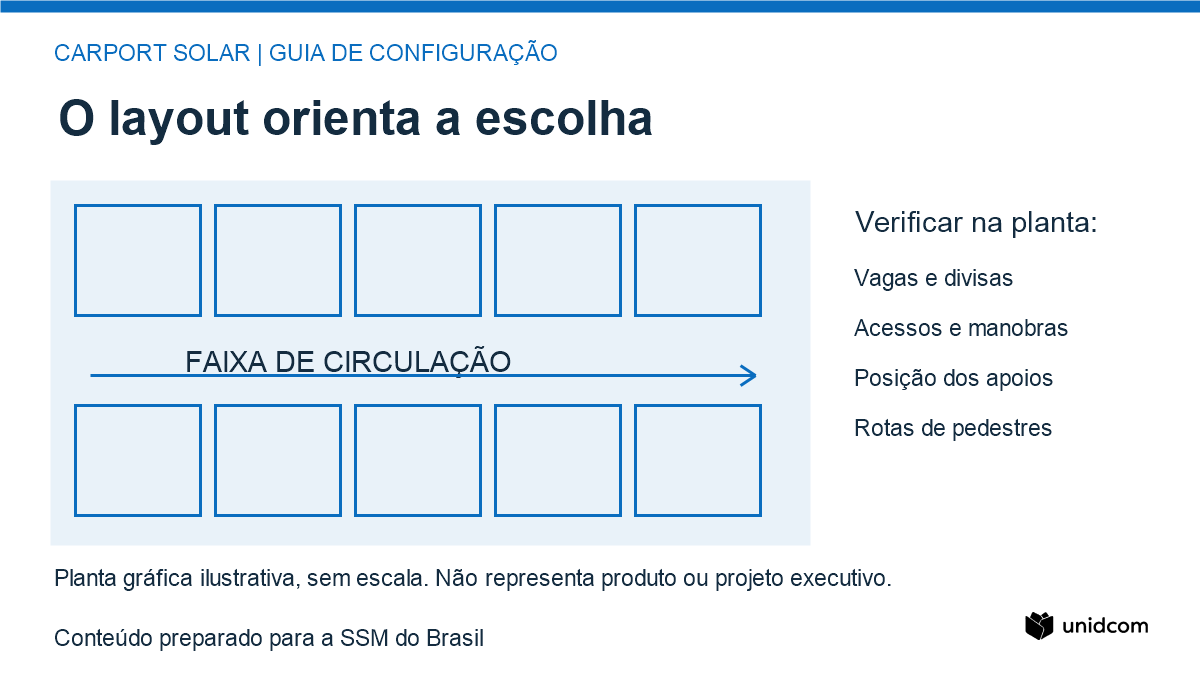 CARPORT SOLAR | GUIA DE CONFIGURAÇÃO
O layout orienta a escolha
FAIXA DE CIRCULAÇÃO
Verificar na planta:
Vagas e divisas
Acessos e manobras
Posição dos apoios
Rotas de pedestres
Planta gráfica ilustrativa, sem escala. Não representa produto ou projeto executivo.
Conteúdo preparado para a SSM do Brasil
unidcom